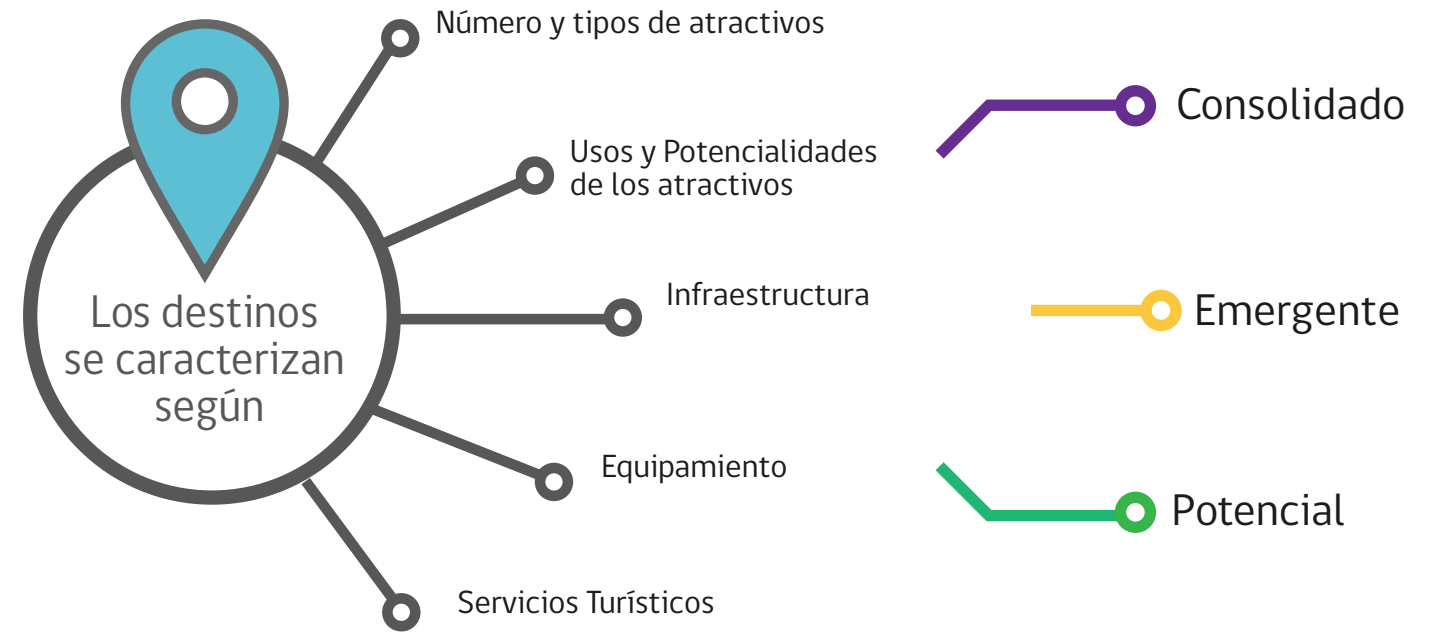 Los destinos
se caracterizan
según
Número y tipos de atractivos
Usos y Potencialidades
de los atractivos
Infraestructura
Equipamiento
Servicios Turísticos
Consolidado
Emergente
Potencial